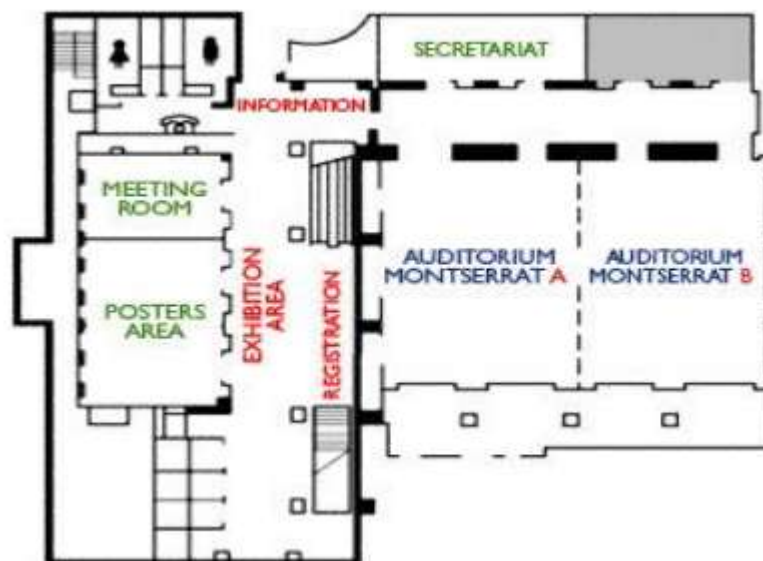 SECRETARIAT
INFORMATION
MEETING
ROOM
AUDITORIUM
MONTSERRAT A
AUDITORIUM
MONTSERRAT B
POSTERS
AREA
EXHIBITION
AREA
REGISTRATION